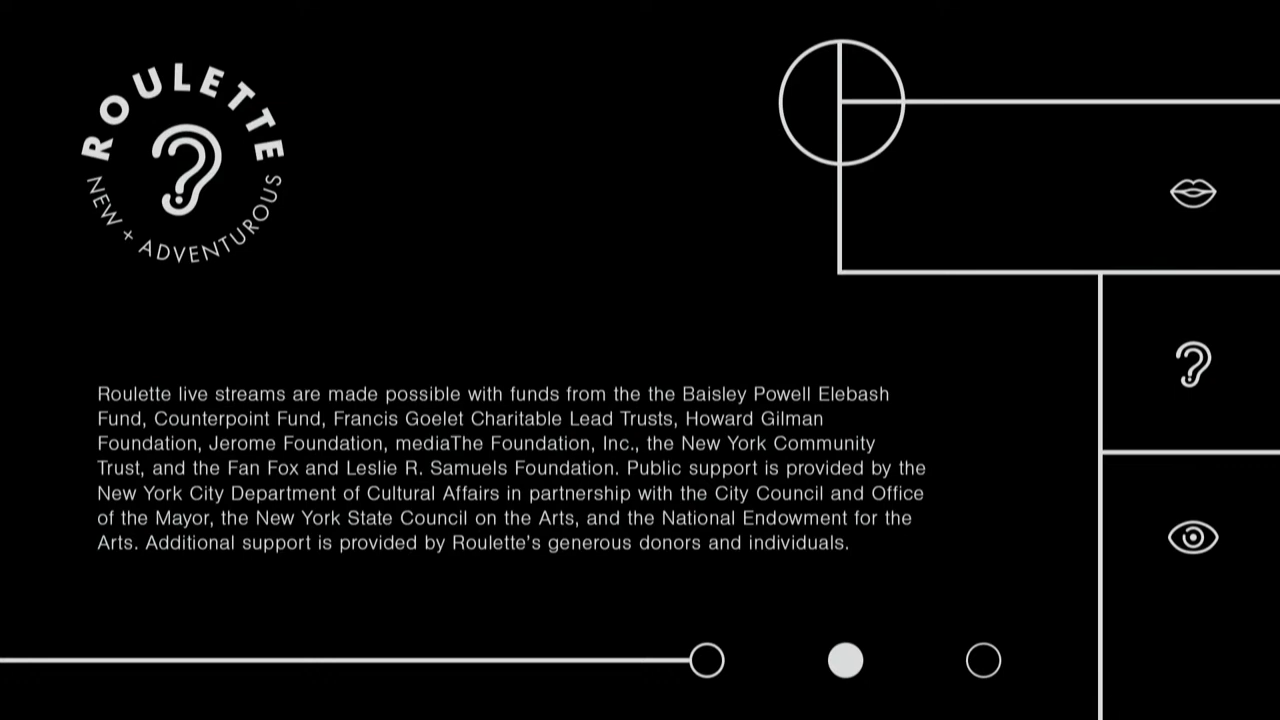 ROULETTE
NEW + ADVENTUROUS
Roulette live streams are made possible with funds from the the Baisley Powell Elebash
Fund, Counterpoint Fund, Francis Goelet Charitable Lead Trusts, Howard Gilman
Foundation, Jerome Foundation, mediaThe Foundation, Inc., the New York Community
Trust, and the Fan Fox and Leslie R. Samuels Foundation. Public support is provided by the
New York City Department of Cultural Affairs in partnership with the City Council and Office
of the Mayor, the New York State Council on the Arts, and the National Endowment for the
Arts. Additional support is provided by Roulette’s generous donors and individuals.